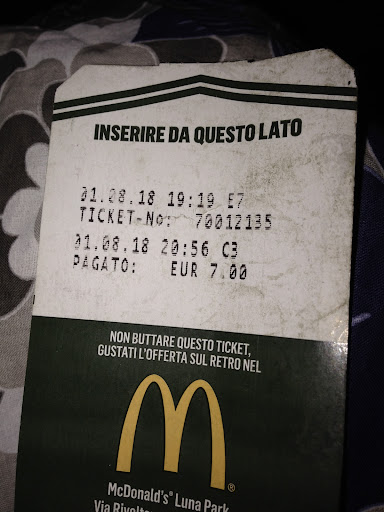 INSERIRE DA QUESTO LATO
01.08.18 19:19 E7
TICKET-No: 70012135
01.08.18 20:56 C3
PAGATO: EUR 7.00
NON BUTTARE QUESTO TICKET,
GUSTATI L'OFFERTA SUL RETRO NEL
M®
McDonald's® Luna Park
Via